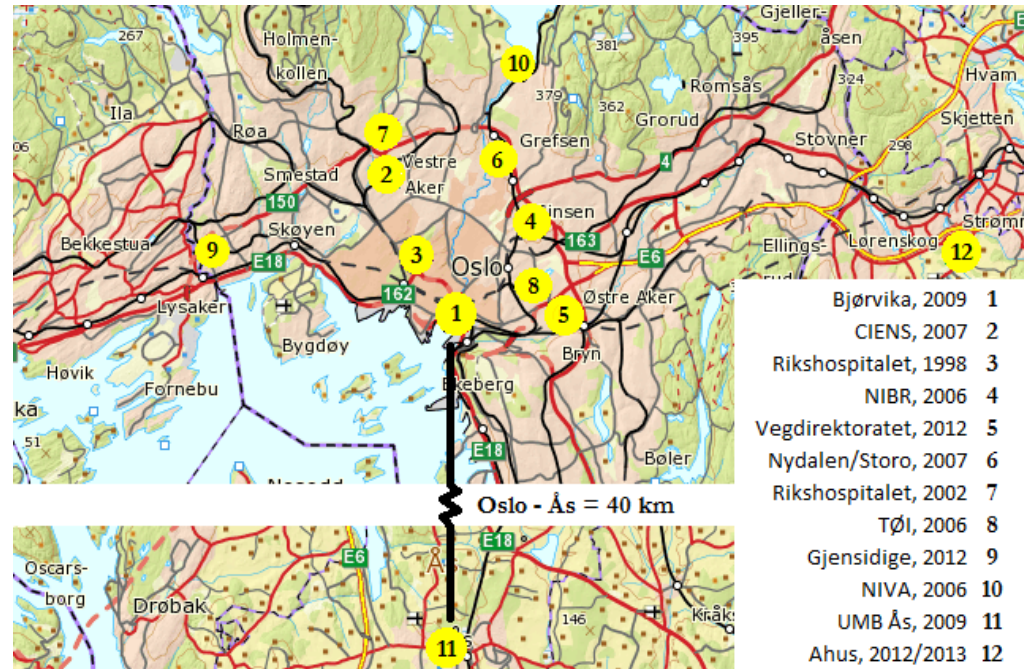 267
Holmen-
kollen
10
381
395
Gjeller-
åsen
Hvam
379
362
Romsås
324
Ila
Røa
7
Grefsen
Grorud
Stovner
Skjetten
06
298
Smestad
2
Vestre
Aker
6
4
150
4
Skøyen
163
Bekkestua
9
E18
3
Oslo
E6
Ellings-
Lørenskog
12
162
8
Lysaker
1
5
Østre Aker
Bygdøy
Bryn
Høvik
Fornebu
ka
51
E18
Bøler
Bjørvika, 2009 1
CIENS, 2007 2
Rikshospitalet, 1998 3
NIBR, 2006 4
Vegdirektoratet, 2012 5
Nydalen/Storo, 2007 6
Rikshospitalet, 2002 7
TØI, 2006 8
Gjensidige, 2012 9
NIVA, 2006 10
UMB Ås, 2009 11
Ahus, 2012/2013 12
Oslo - Ås = 40 km
E18
E6
Oscars-
borg
Drøbak
146
11